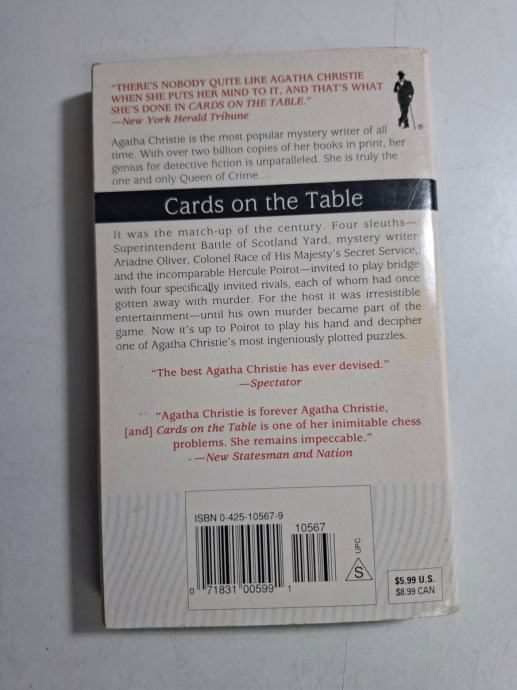 “THERE’S NOBODY QUITE LIKE AGATHA CHRISTIE
WHEN SHE PUTS HER MIND TO IT, AND THAT’S WHAT
SHE’S DONE IN CARDS ON THE TABLE.”
—New York Herald Tribune
Agatha Christie is the most popular mystery writer of all
time. With over two billion copies of her books in print, her
genius for detective fiction is unparalleled. She is truly the
one and only Queen of Crime....
®
Cards on the Table
It was the match-up of the century. Four sleuths—
Superintendent Battle of Scotland Yard, mystery writer
Ariadne Oliver, Colonel Race of His Majesty’s Secret Service,
and the incomparable Hercule Poirot—invited to play bridge
with four specifically invited rivals, each of whom had once
gotten away with murder. For the host it was irresistible
entertainment—until his own murder became part of the
game. Now it’s up to Poirot to play his hand and decipher
one of Agatha Christie’s most ingeniously plotted puzzles.
“The best Agatha Christie has ever devised.”
—Spectator
“Agatha Christie is forever Agatha Christie,
[and] Cards on the Table is one of her inimitable chess
problems. She remains impeccable.”
—New Statesman and Nation
ISBN 0-425-10567-9
10567
0 71831 00599 1
UPC
S
$5.99 U.S.
$8.99 CAN